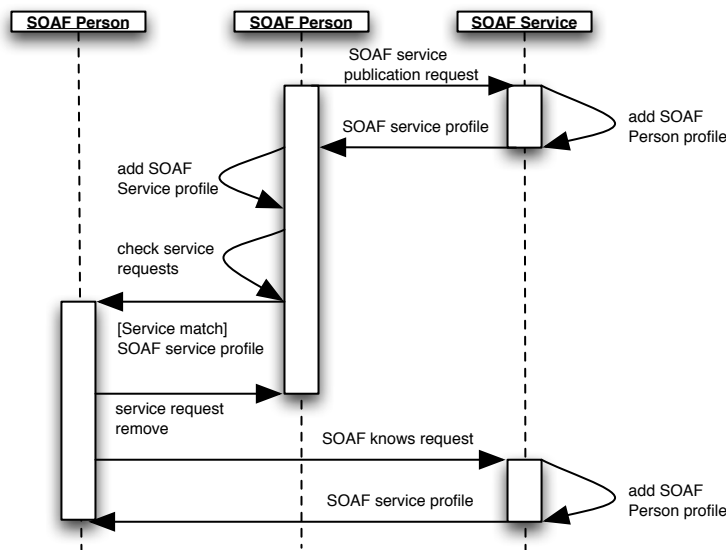 SOAF Person
SOAF Person
SOAF Service
SOAF service
publication request
SOAF service profile
add SOAF
Person profile
add SOAF
Service profile
check service
requests
[Service match]
SOAF service profile
service request
remove
SOAF knows request
SOAF service profile
add SOAF
Person profile